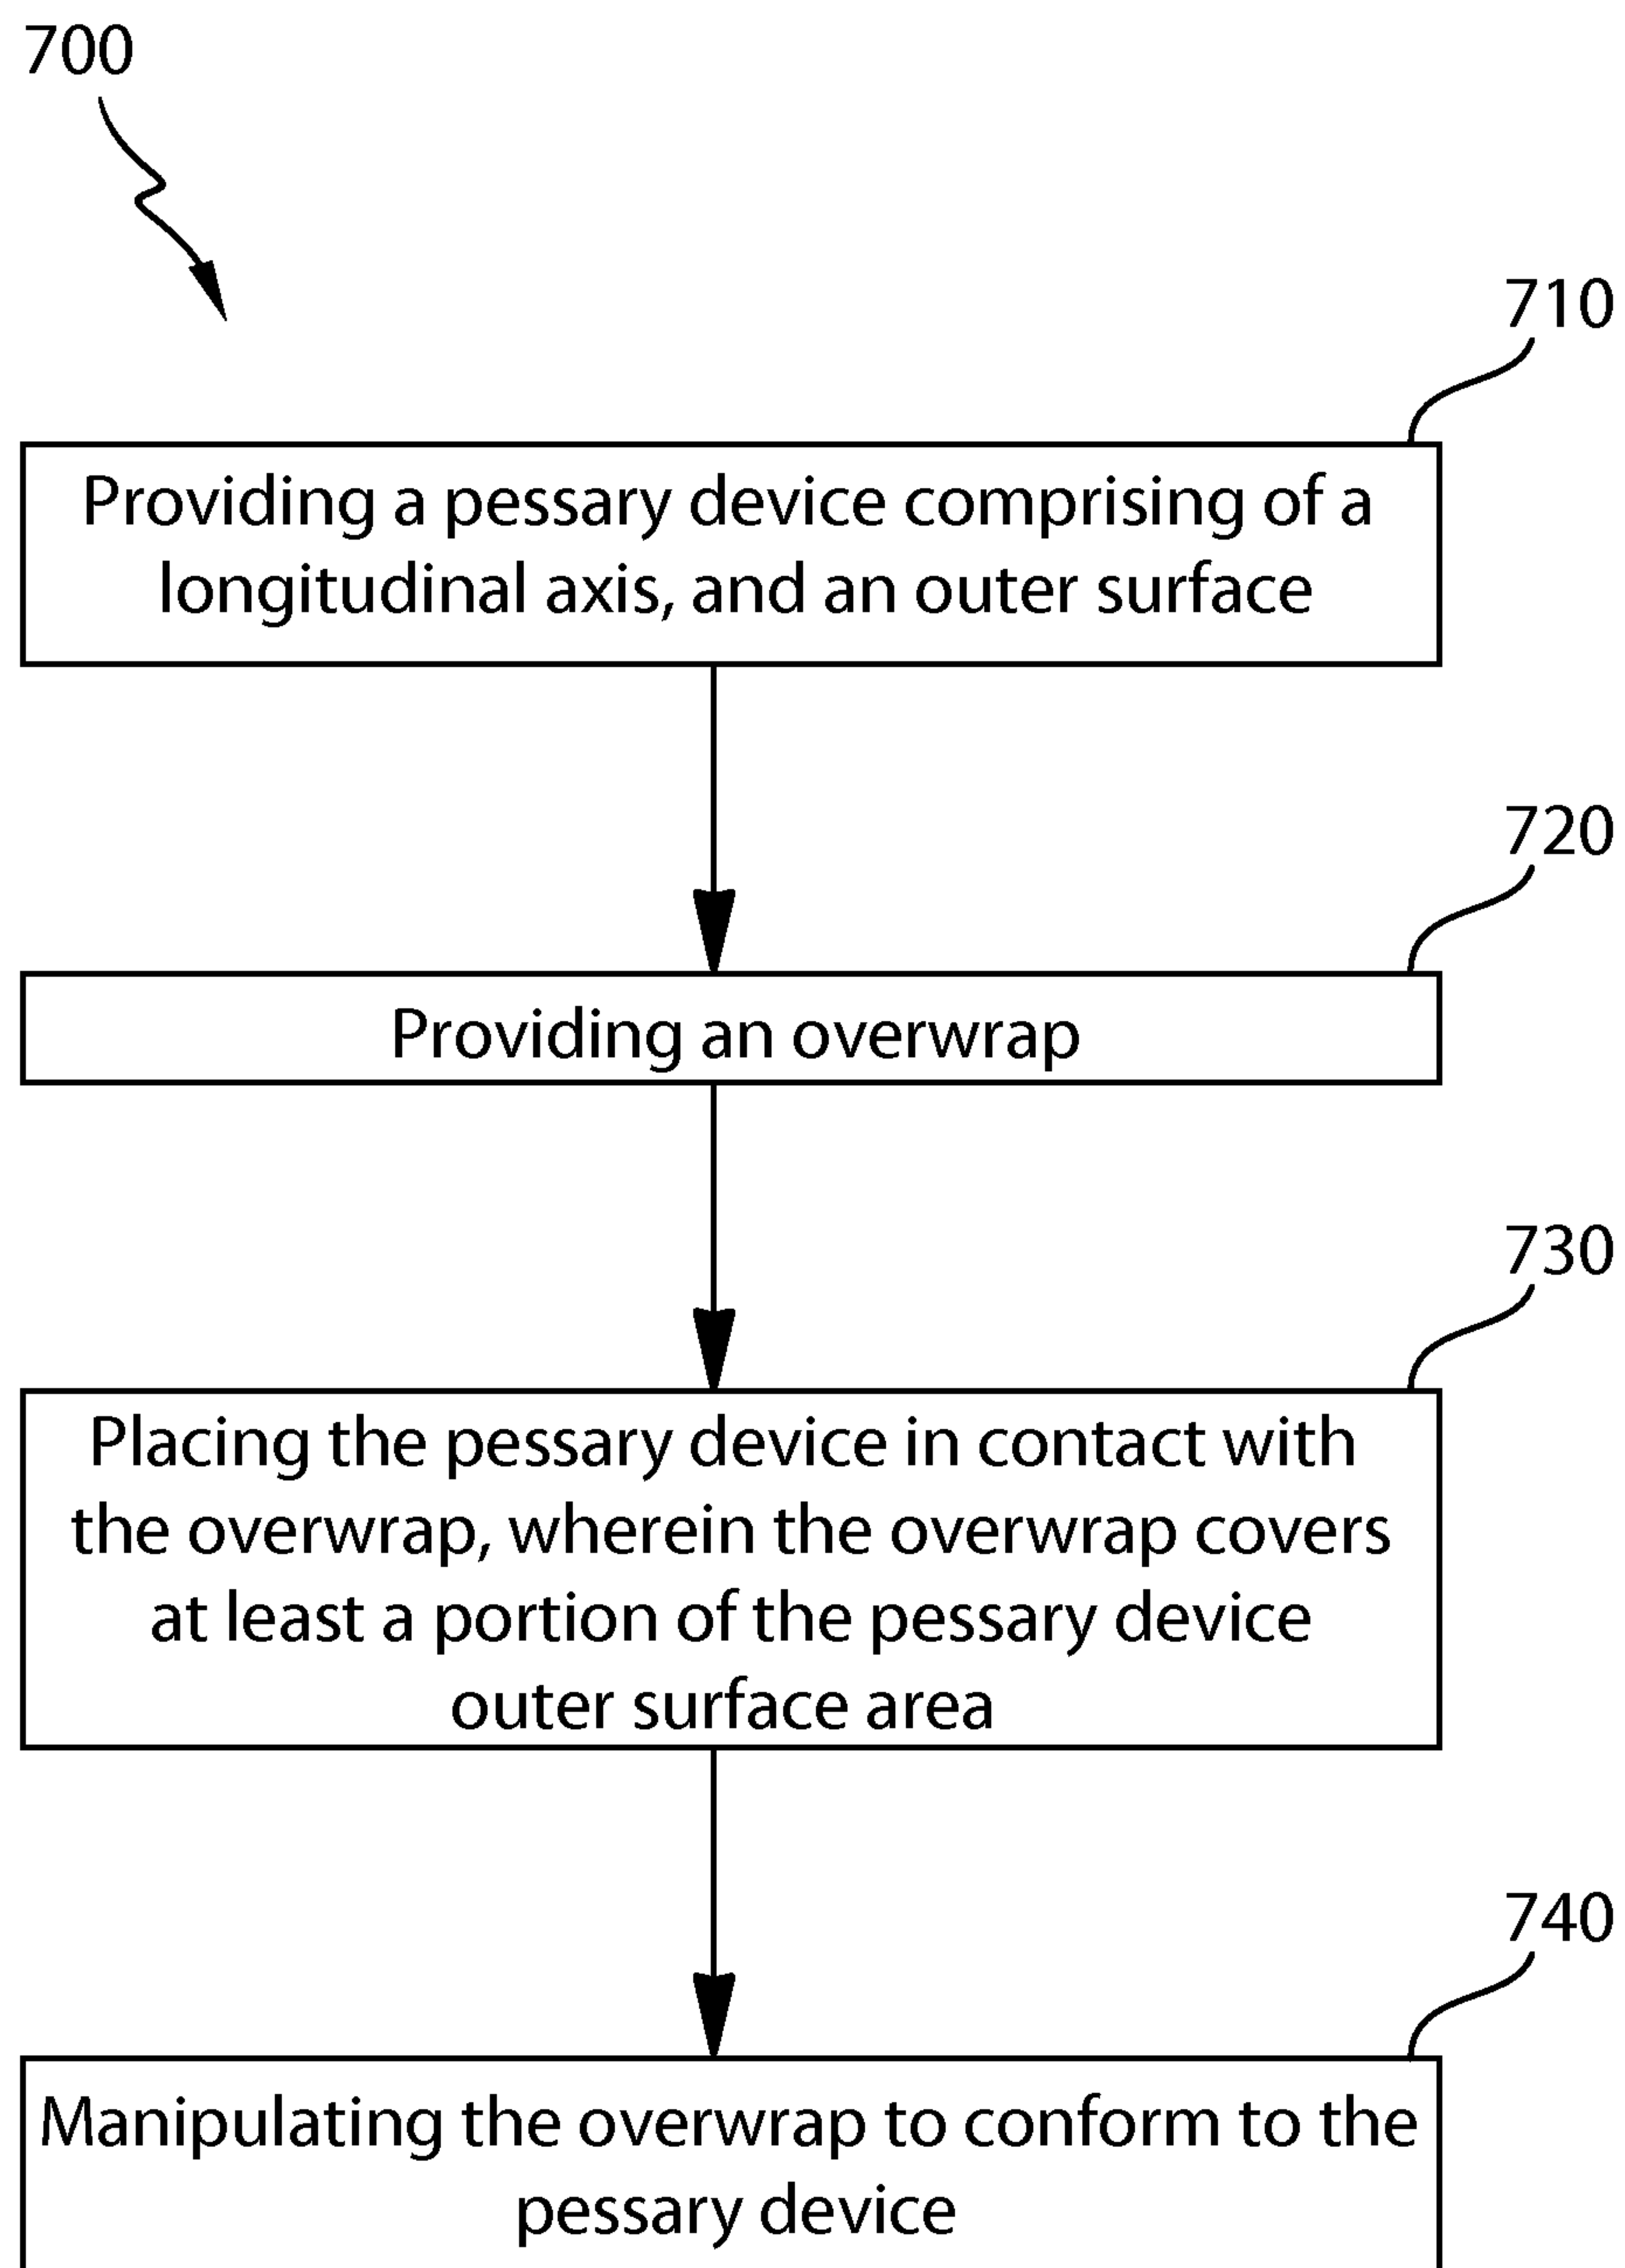 700
710
Providing a pessary device comprising of a
longitudinal axis, and an outer surface
720
Providing an overwrap
730
Placing the pessary device in contact with
the overwrap, wherein the overwrap covers
at least a portion of the pessary device
outer surface area
740
Manipulating the overwrap to conform to the
pessary device